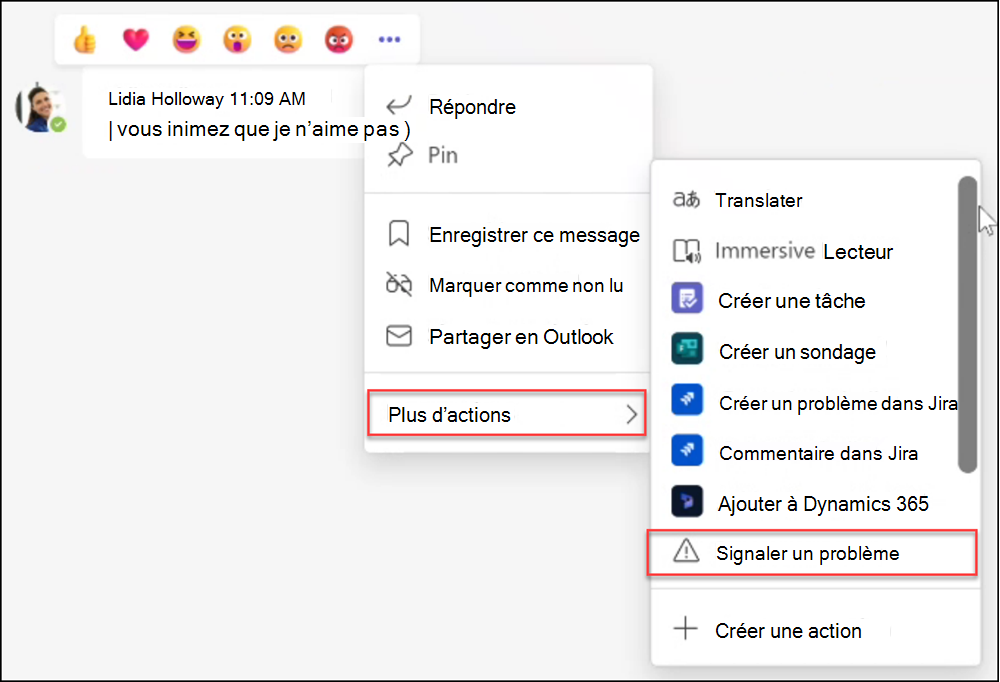 Lidia Holloway 11:09 AM
| vous inimez que je n’aime pas )
Répondre
Pin
Enregistrer ce message
Marquer comme non lu
Partager en Outlook
Plus d’actions
aあ Translater
Immersive Lecteur
Créer une tâche
Créer un sondage
Créer un problème dans Jira
Commentaire dans Jira
Ajouter à Dynamics 365
Signaler un problème
Créer une action